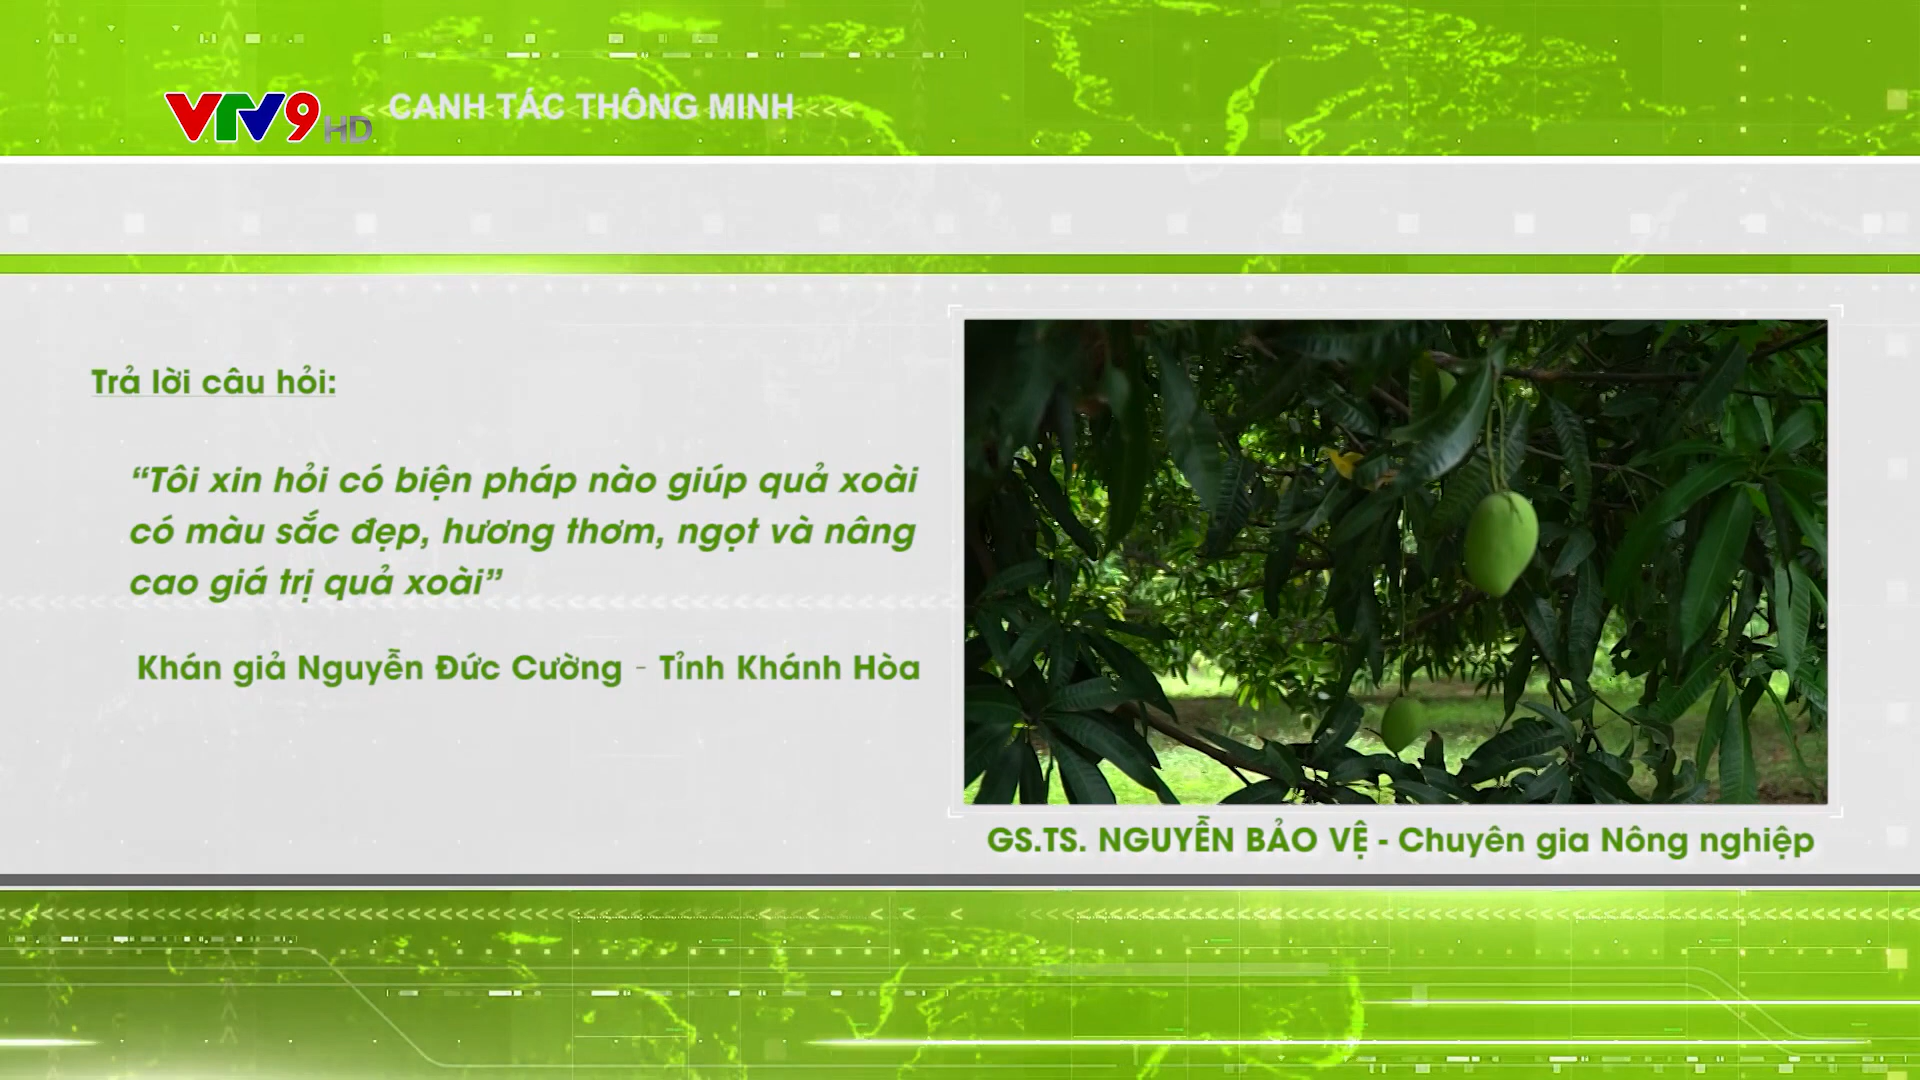 VTV9 HD
CANH TÁC THÔNG MINH
Trả lời câu hỏi:
“Tôi xin hỏi có biện pháp nào giúp quả xoài
có màu sắc đẹp, hương thơm, ngọt và nâng
cao giá trị quả xoài”
Khán giả Nguyễn Đức Cường - Tỉnh Khánh Hòa
GS.TS. NGUYỄN BẢO VỆ - Chuyên gia Nông nghiệp